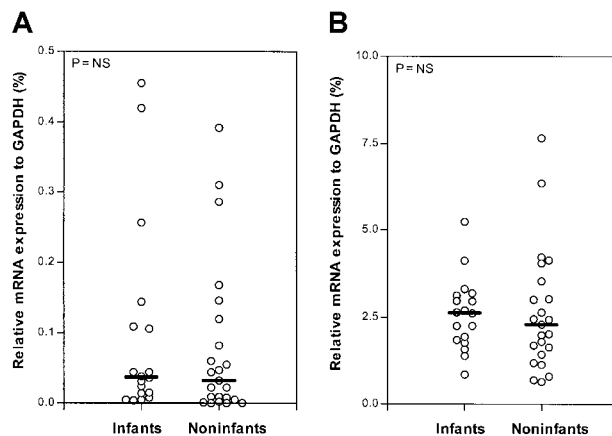 A
B
Relative mRNA expression to GAPDH (%)
0.5
0.4
0.3
0.2
0.1
0.0
P = NS
Infants
Noninfants
Relative mRNA expression to GAPDH (%)
10.0
7.5
5.0
2.5
0.0
P = NS
Infants
Noninfants